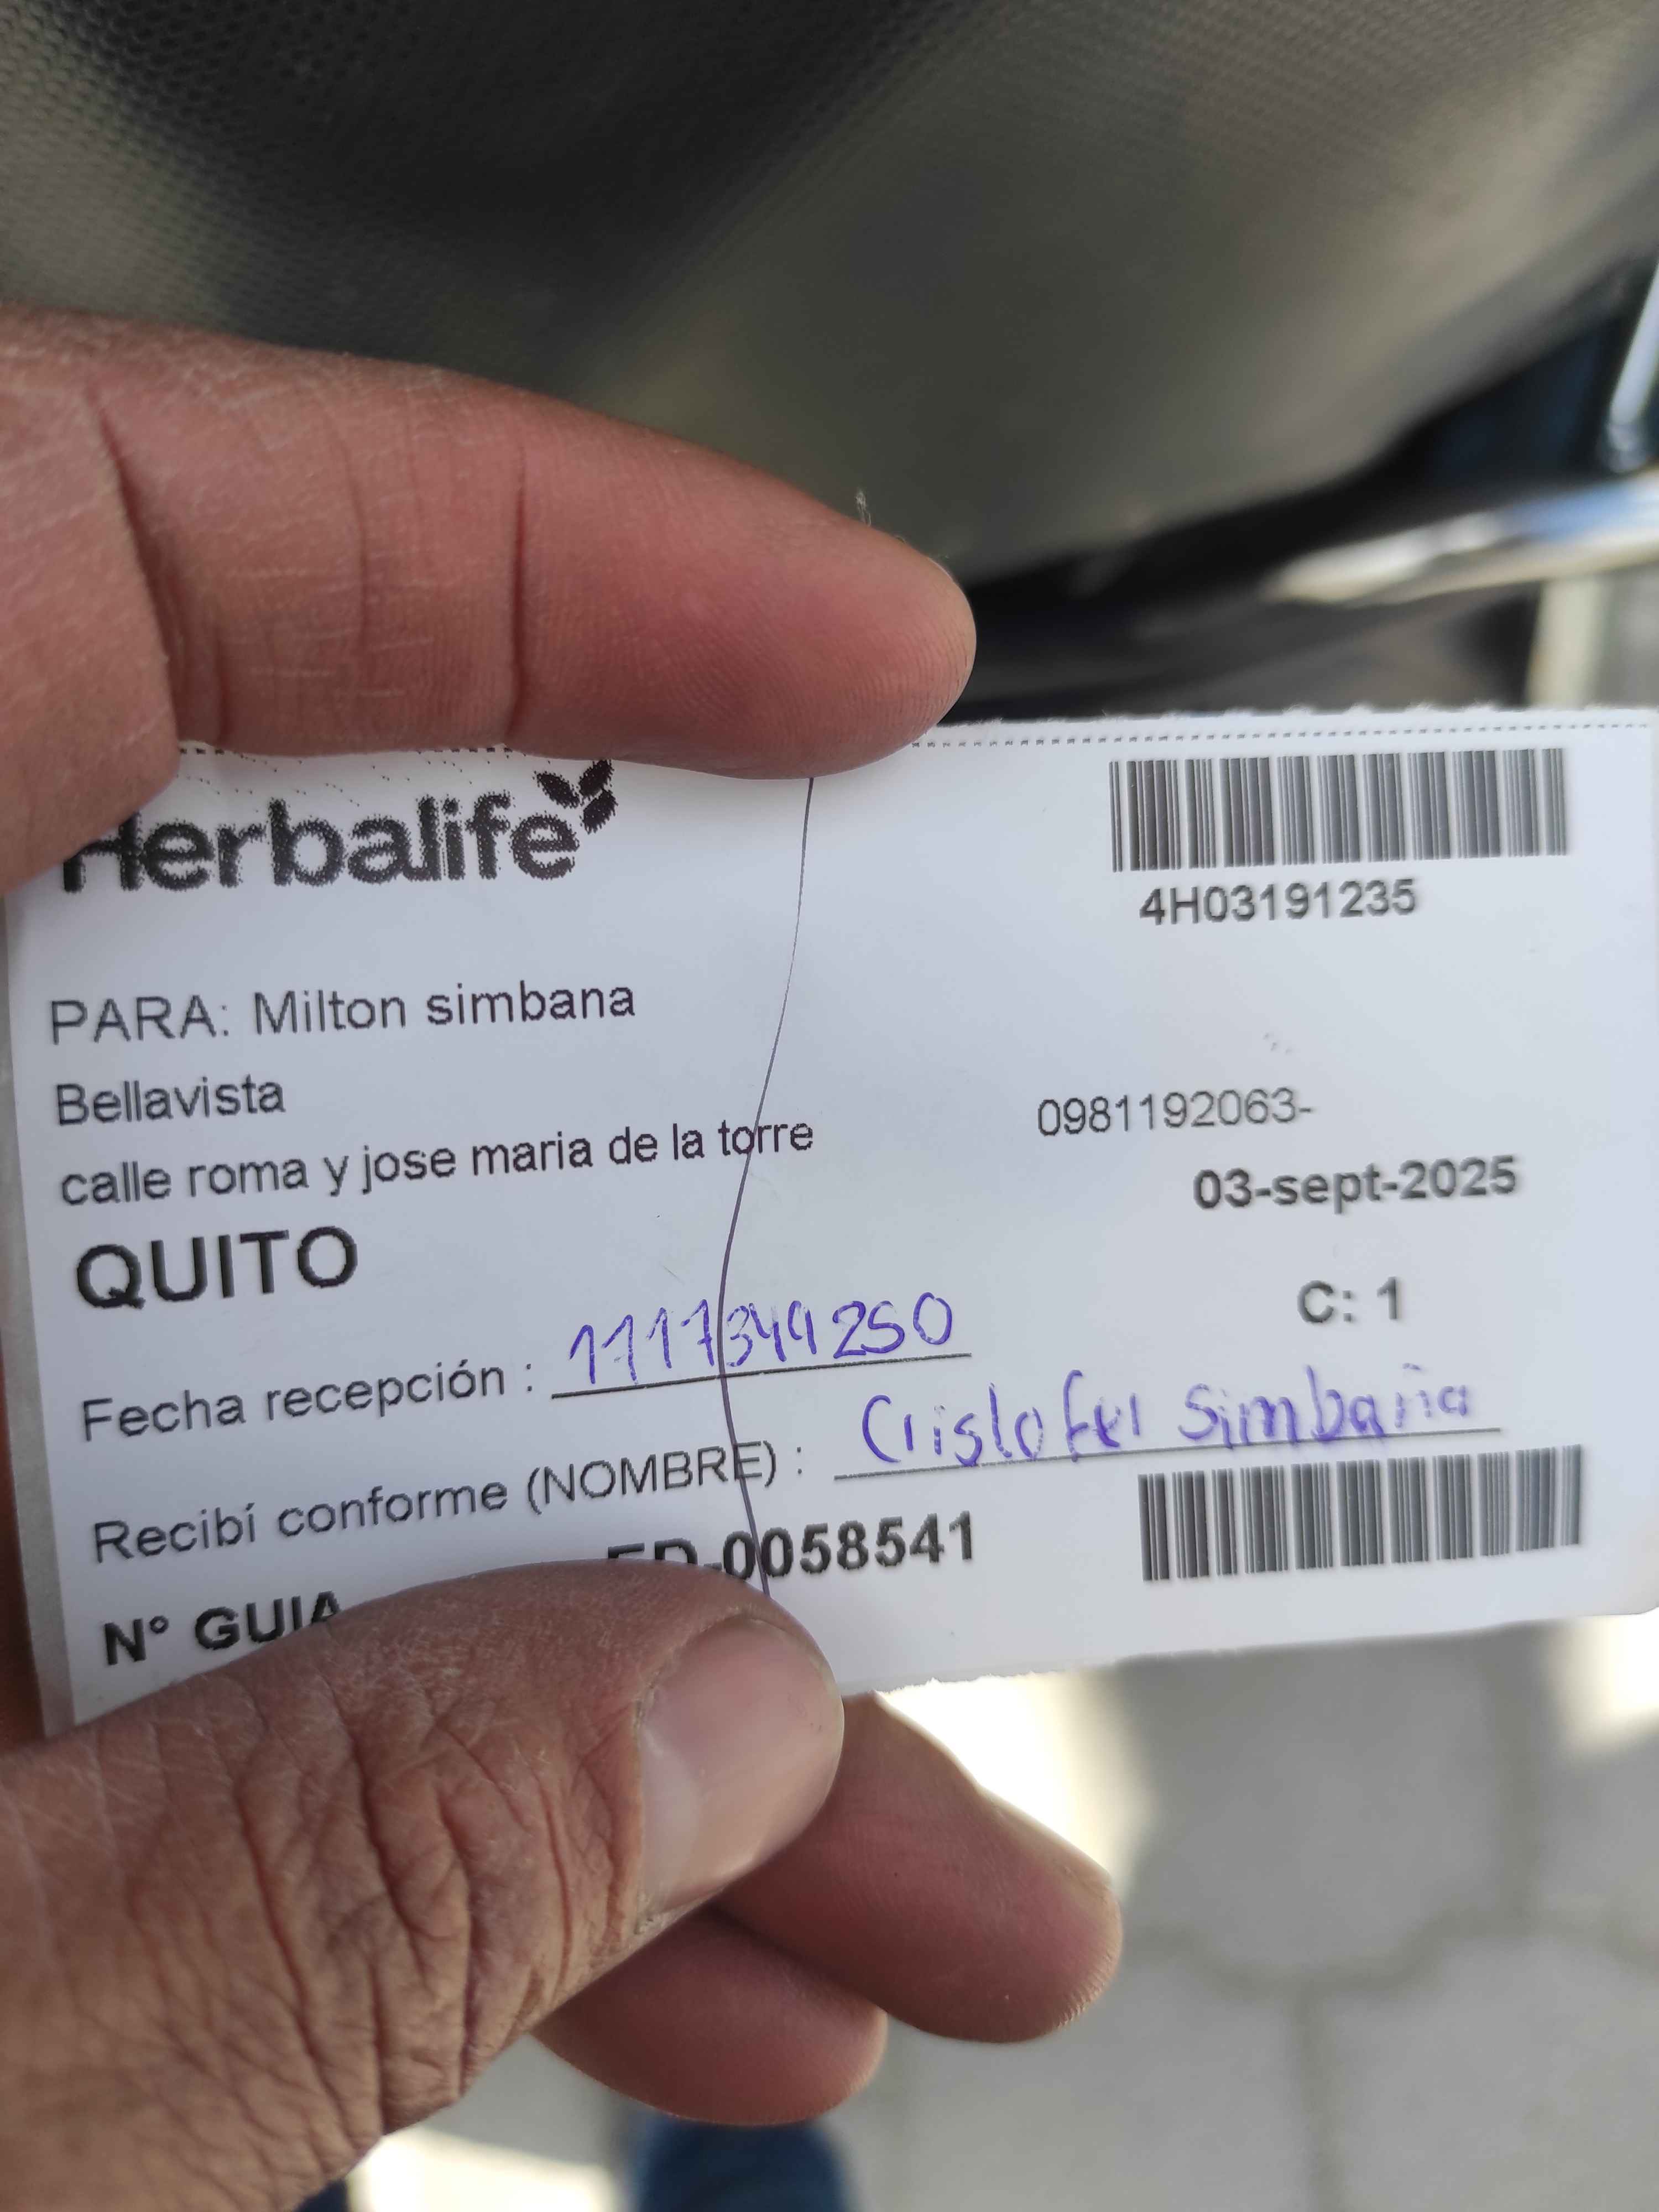 Herbalife
4H03191235
PARA: Milton simbana
Bellavista
0981192063-
calle roma y jose maria de la torre
03-sept-2025
QUITO
C: 1
Fecha recepción : 1717344250
Recibí conforme (NOMBRE) : Cristofer Simbaña
N° GUIA -0058541